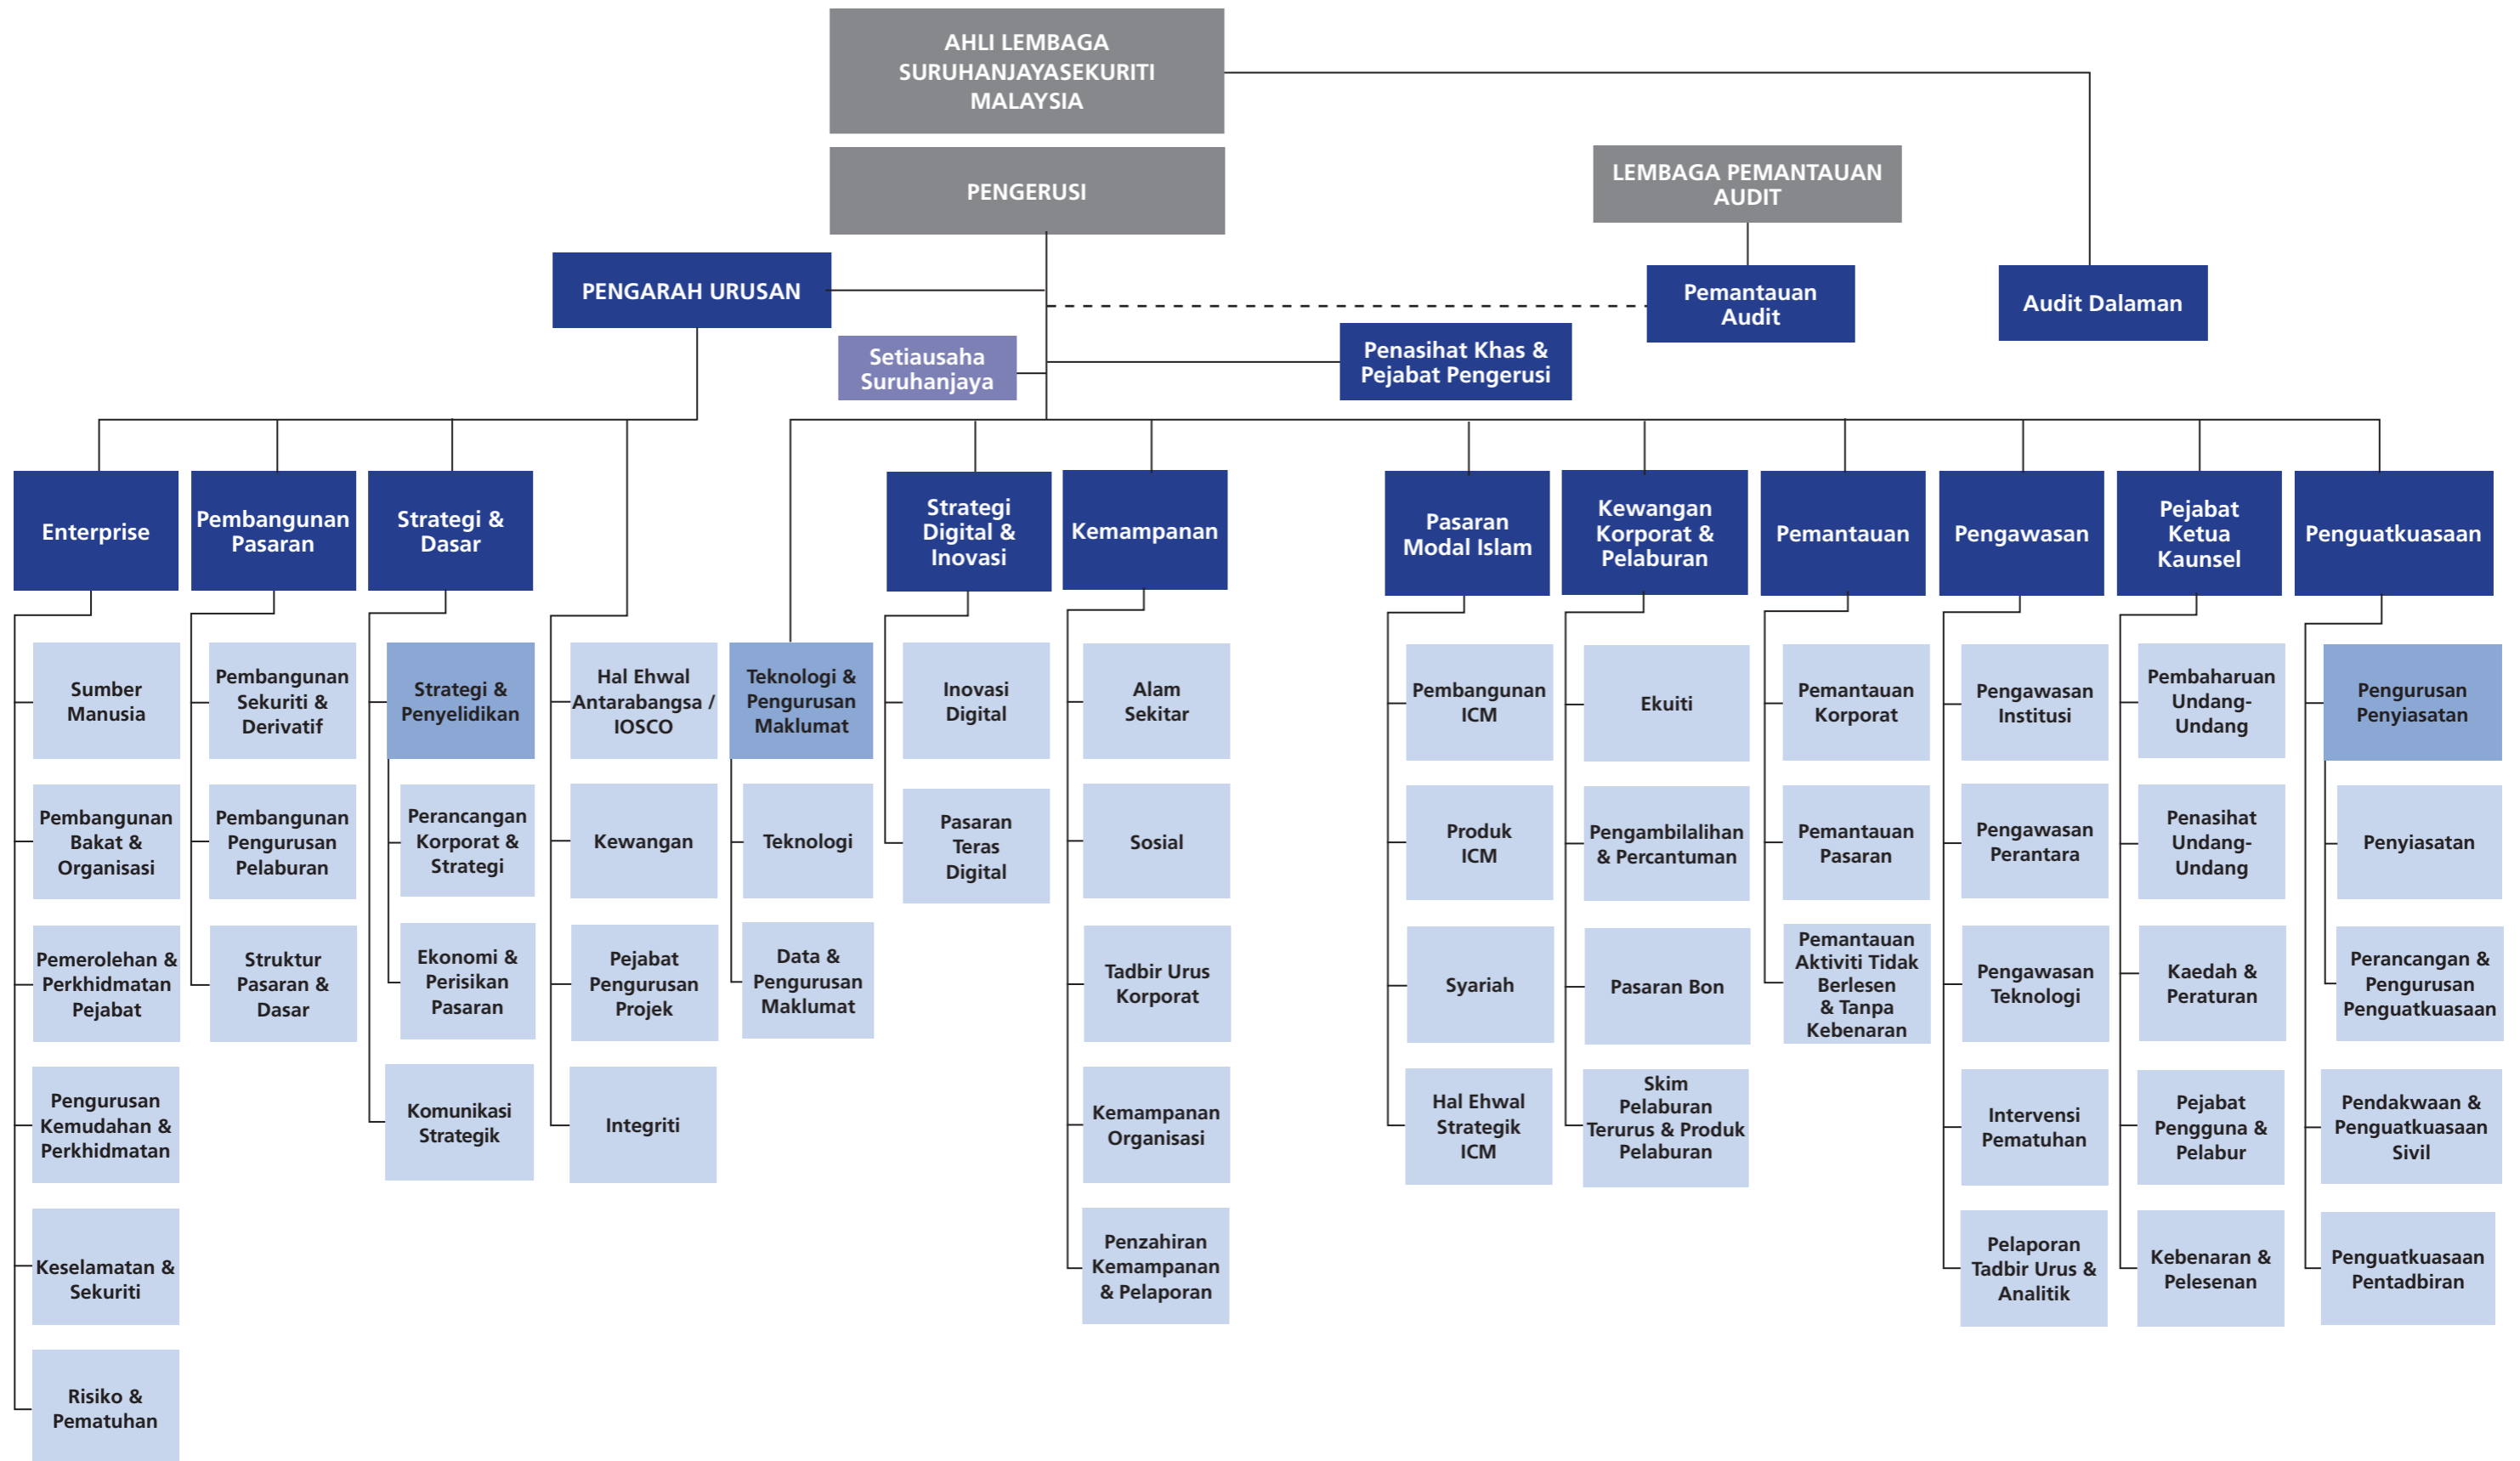 AHLI LEMBAGA
SURUHANJAYASEKURITI
MALAYSIA
PENGERUSI
LEMBAGA PEMANTAUAN
AUDIT
PENGARAH URUSAN
Pemantauan
Audit
Audit Dalaman
Setiausaha
Suruhanjaya
Penasihat Khas &
Pejabat Pengerusi
Enterprise
Sumber
Manusia
Pembangunan
Bakat &
Organisasi
Pemerolehan &
Perkhidmatan
Pejabat
Pengurusan
Kemudahan &
Perkhidmatan
Keselamatan &
Sekuriti
Risiko &
Pematuhan
Pembangunan
Pasaran
Pembangunan
Sekuriti &
Derivatif
Pembangunan
Pengurusan
Pelaburan
Struktur
Pasaran &
Dasar
Strategi &
Dasar
Strategi &
Penyelidikan
Perancangan
Korporat &
Strategi
Ekonomi &
Perisikan
Pasaran
Komunikasi
Strategik
Hal Ehwal
Antarabangsa /
IOSCO
Kewangan
Pejabat
Pengurusan
Projek
Integriti
Teknologi &
Pengurusan
Maklumat
Teknologi
Data &
Pengurusan
Maklumat
Strategi
Digital &
Inovasi
Inovasi
Digital
Pasaran
Teras
Digital
Kemampanan
Alam
Sekitar
Sosial
Tadbir Urus
Korporat
Kemampanan
Organisasi
Penzahiran
Kemampanan
& Pelaporan
Pasaran
Modal Islam
Pembangunan
ICM
Produk
ICM
Syariah
Hal Ehwal
Strategik
ICM
Kewangan
Korporat &
Pelaburan
Ekuiti
Pengambilalihan
& Percantuman
Pasaran Bon
Skim
Pelaburan
Terurus & Produk
Pelaburan
Pemantauan
Pemantauan
Korporat
Pemantauan
Pasaran
Pemantauan
Aktiviti Tidak
Berlesen
& Tanpa
Kebenaran
Pengawasan
Pengawasan
Institusi
Pengawasan
Perantara
Pengawasan
Teknologi
Intervensi
Pematuhan
Pelaporan
Tadbir Urus &
Analitik
Pejabat
Ketua
Kaunsel
Pembaharuan
Undang-
Undang
Penasihat
Undang-
Undang
Kaedah &
Peraturan
Pejabat
Pengguna &
Pelabur
Kebenaran &
Pelesenan
Penguatkuasaan
Pengurusan
Penyiasatan
Penyiasatan
Perancangan &
Pengurusan
Penguatkuasaan
Pendakwaan &
Penguatkuasaan
Sivil
Penguatkuasaan
Pentadbiran